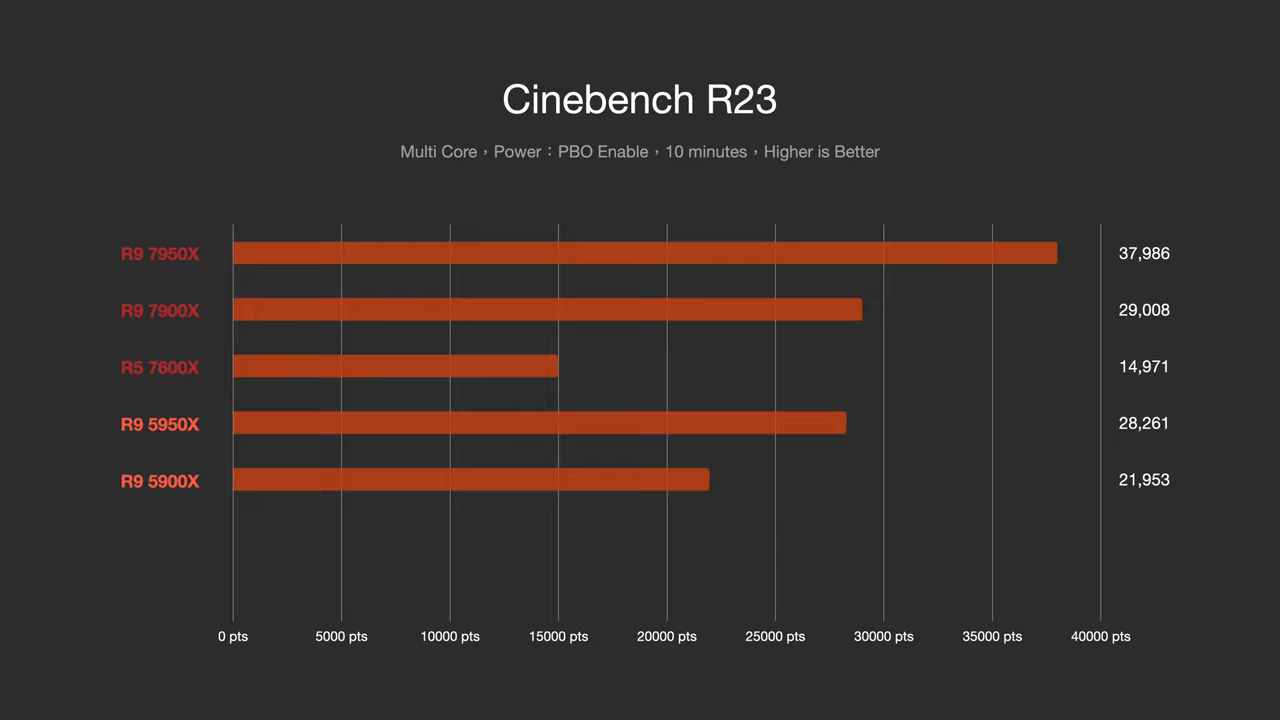 Cinebench R23
Multi Core，Power：PBO Enable，10 minutes，Higher is Better
R9 7950X 37,986
R9 7900X 29,008
R5 7600X 14,971
R9 5950X 28,261
R9 5900X 21,953
0 pts 5000 pts 10000 pts 15000 pts 20000 pts 25000 pts 30000 pts 35000 pts 40000 pts